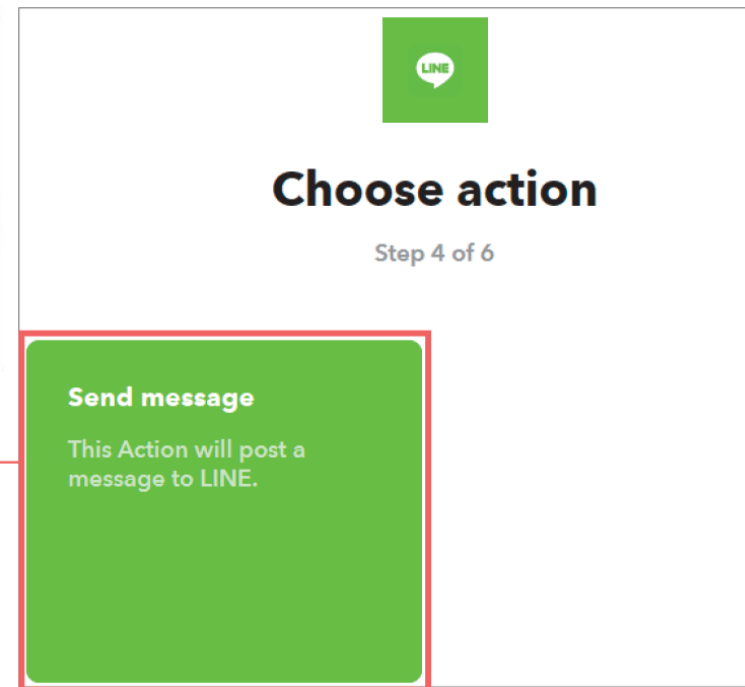 LINE
Choose action
Step 4 of 6
Send message
This Action will post a
message to LINE.